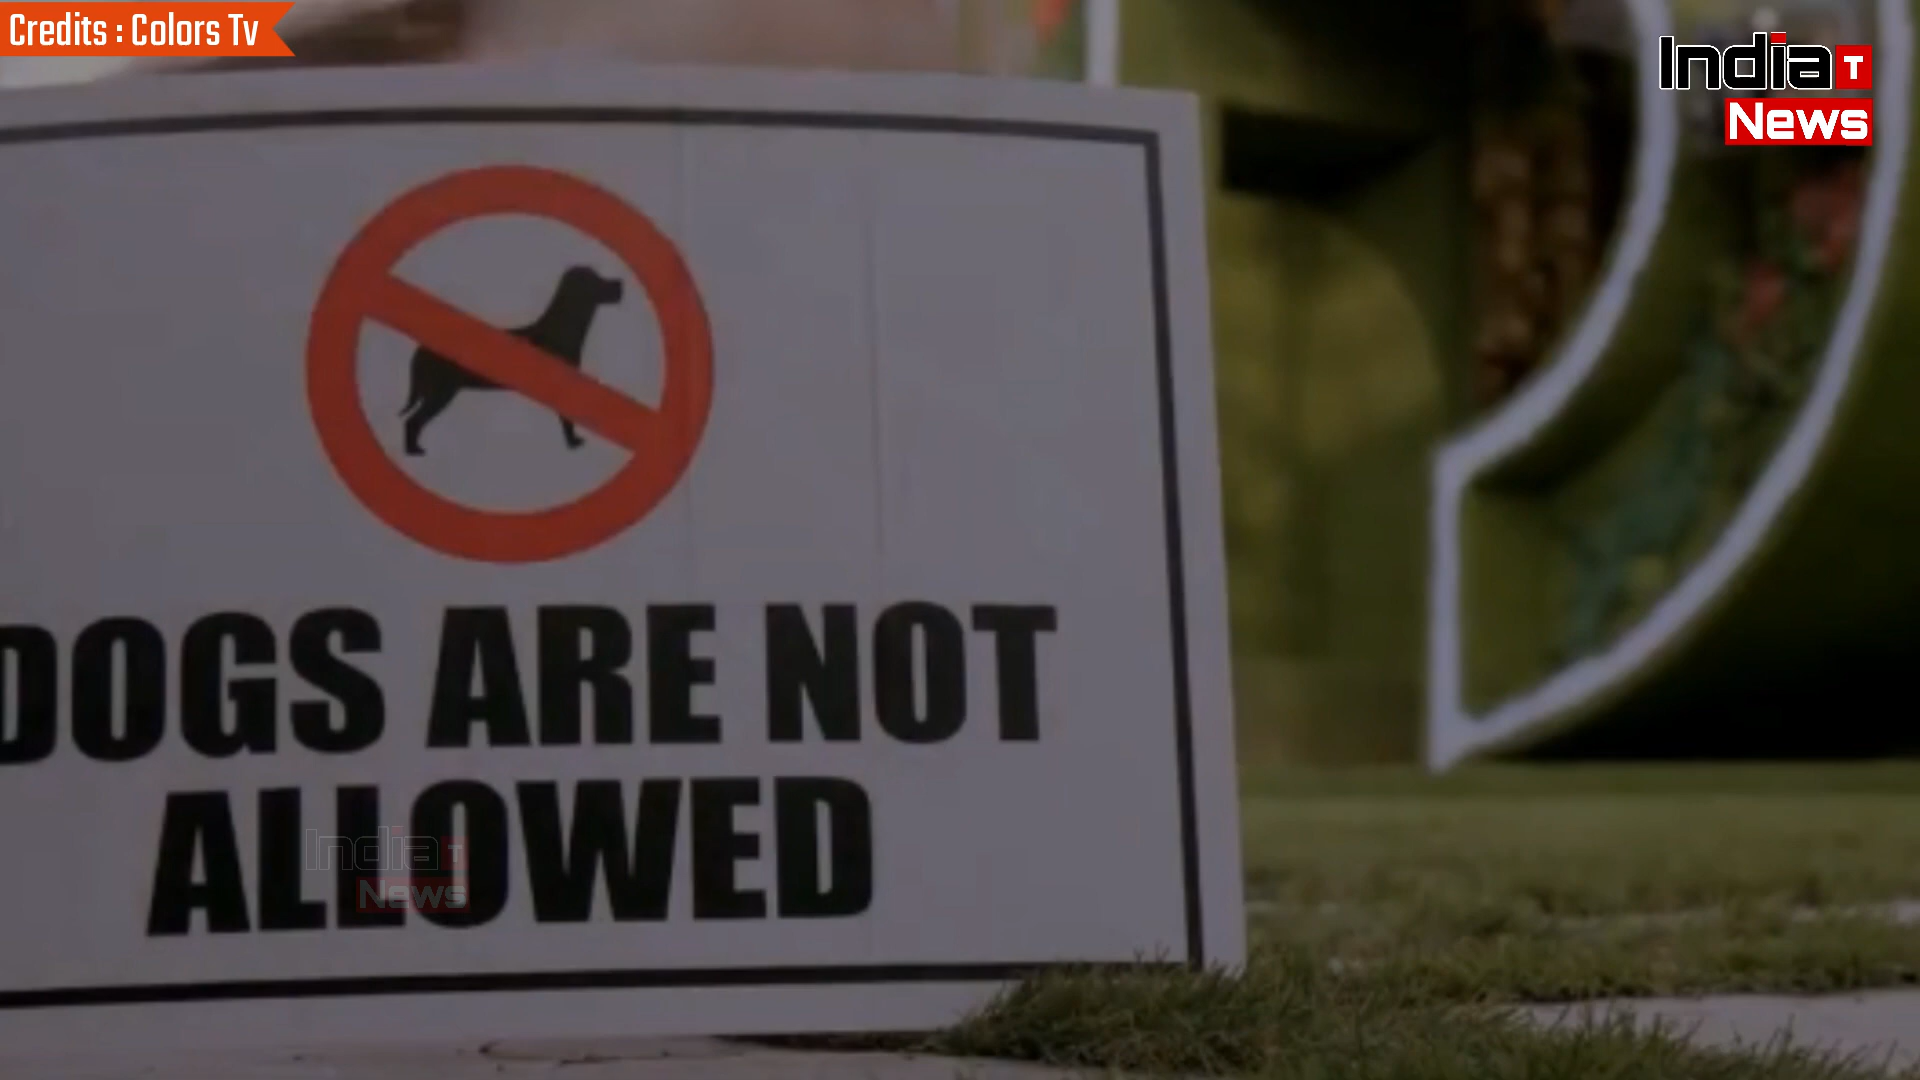 Credits : Colors Tv
India T
News
DOGS ARE NOT
ALLOWED
India T
News